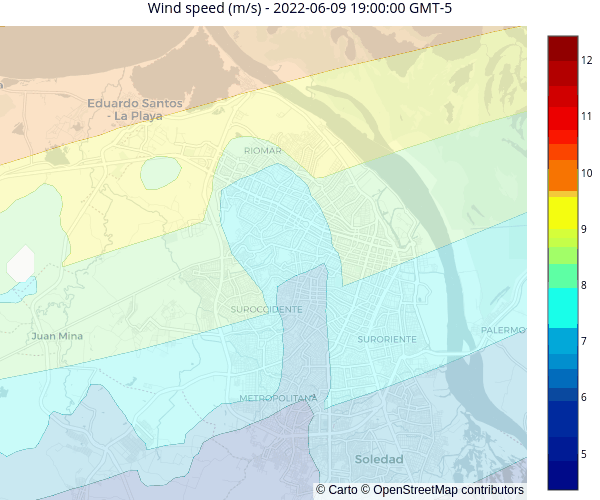 Wind speed (m/s) - 2022-06-09 19:00:00 GMT-5
Eduardo Santos
- La Playa
RIOMAR
SUROCCIDENTE
Juan Mina
SURORIENTE
PALERMO
METROPOLITANA
Soledad
© Carto © OpenStreetMap contributors
12
11
10
9
8
7
6
5